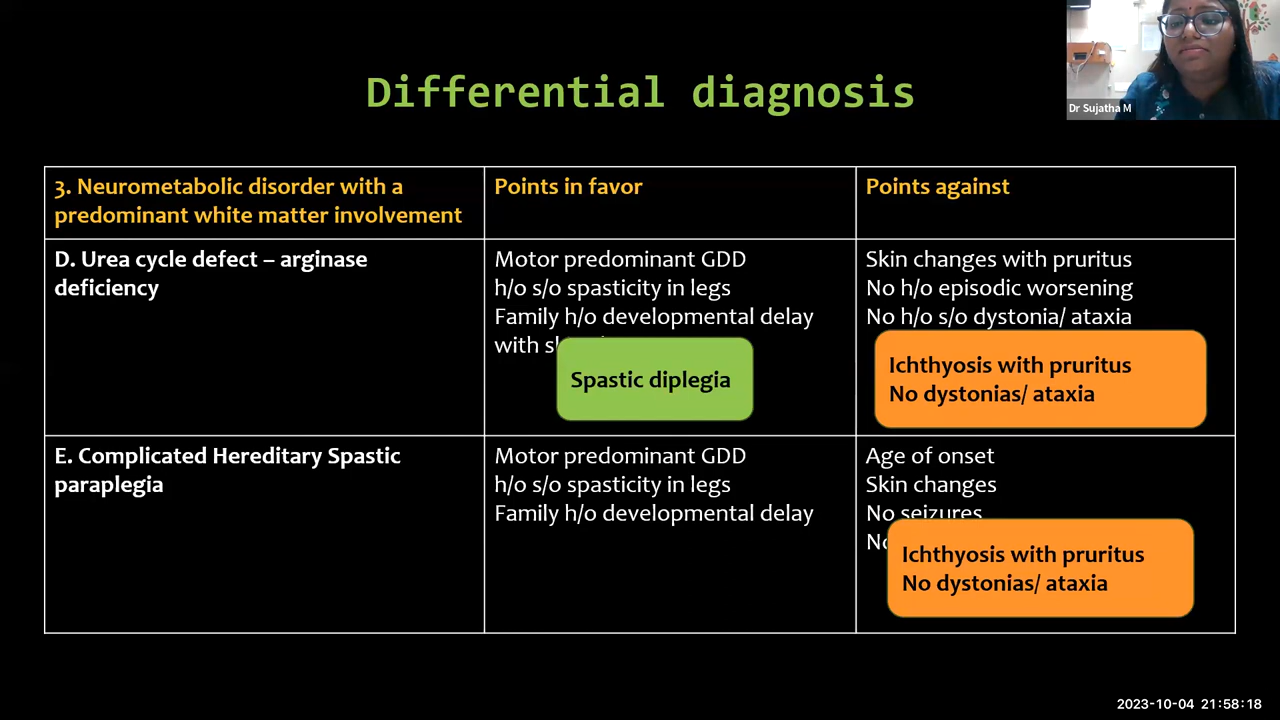 Dr Sujatha M
Differential diagnosis
3. Neurometabolic disorder with a
predominant white matter involvement
Points in favor
Points against
D. Urea cycle defect – arginase
deficiency
Motor predominant GDD
h/o s/o spasticity in legs
Family h/o developmental delay
with
Spastic diplegia
Skin changes with pruritus
No h/o episodic worsening
No h/o s/o dystonia/ ataxia
Ichthyosis with pruritus
No dystonias/ ataxia
E. Complicated Hereditary Spastic
paraplegia
Motor predominant GDD
h/o s/o spasticity in legs
Family h/o developmental delay
Age of onset
Skin changes
No seizures
Ichthyosis with pruritus
No dystonias/ ataxia
2023-10-04 21:58:18